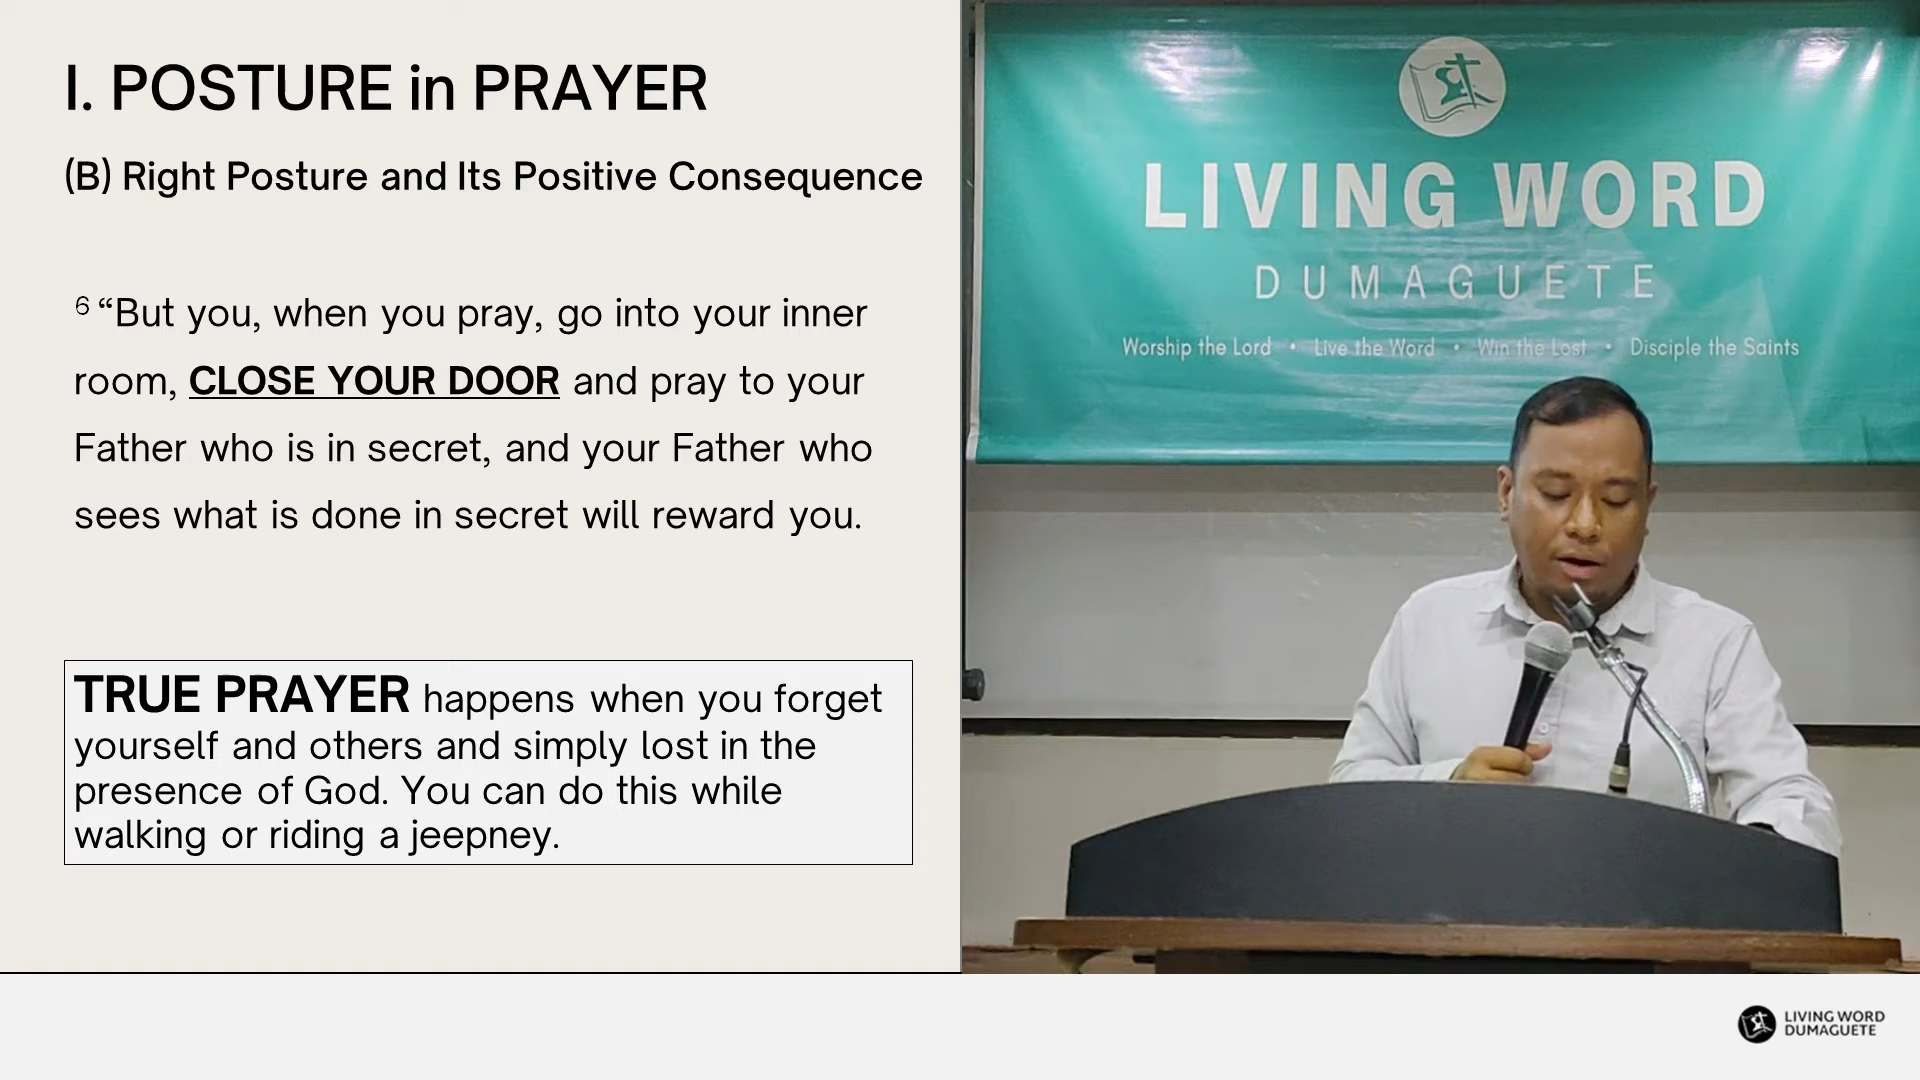 I. POSTURE in PRAYER
(B) Right Posture and Its Positive Consequence
6 “But you, when you pray, go into your inner
room, CLOSE YOUR DOOR and pray to your
Father who is in secret, and your Father who
sees what is done in secret will reward you.
TRUE PRAYER happens when you forget
yourself and others and simply lost in the
presence of God. You can do this while
walking or riding a jeepney.
LIVING WORD
DUMAGUETE
Worship the Lord • Live the Word • Win the Lost • Disciple the Saints
LIVING WORD
DUMAGUETE